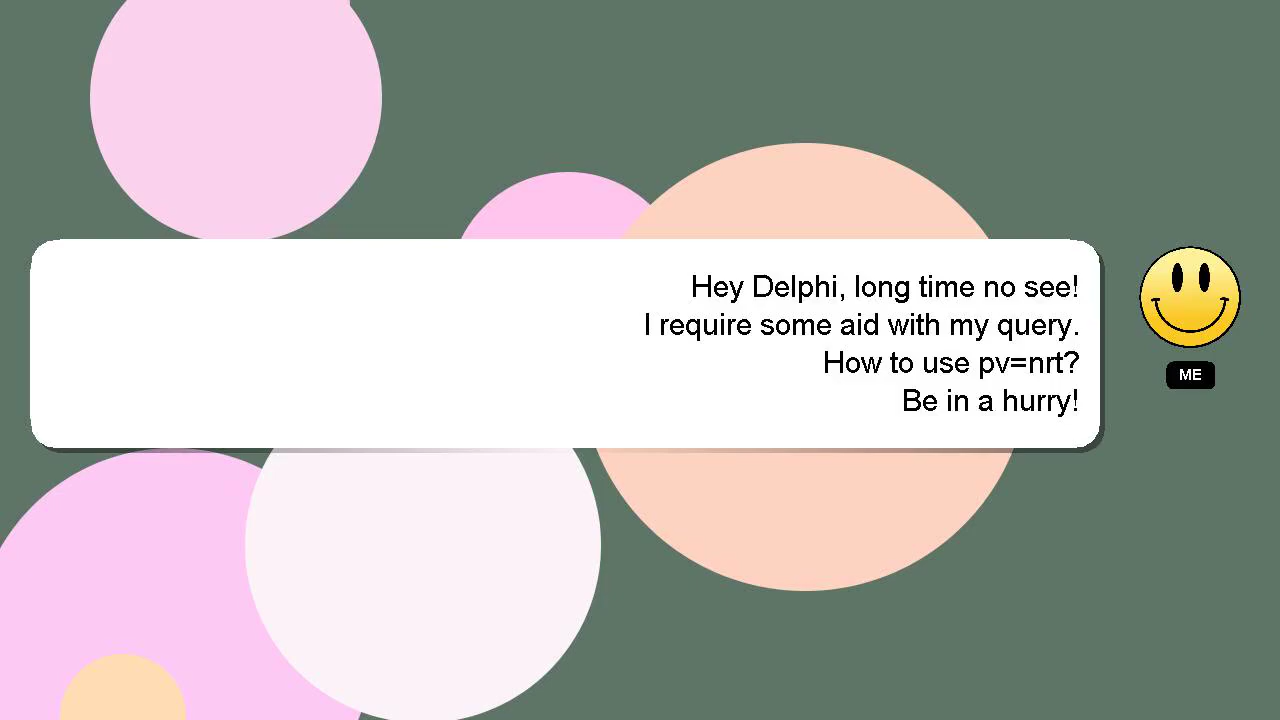 Hey Delphi, long time no see!
I require some aid with my query.
How to use pv=nrt?
Be in a hurry!
ME